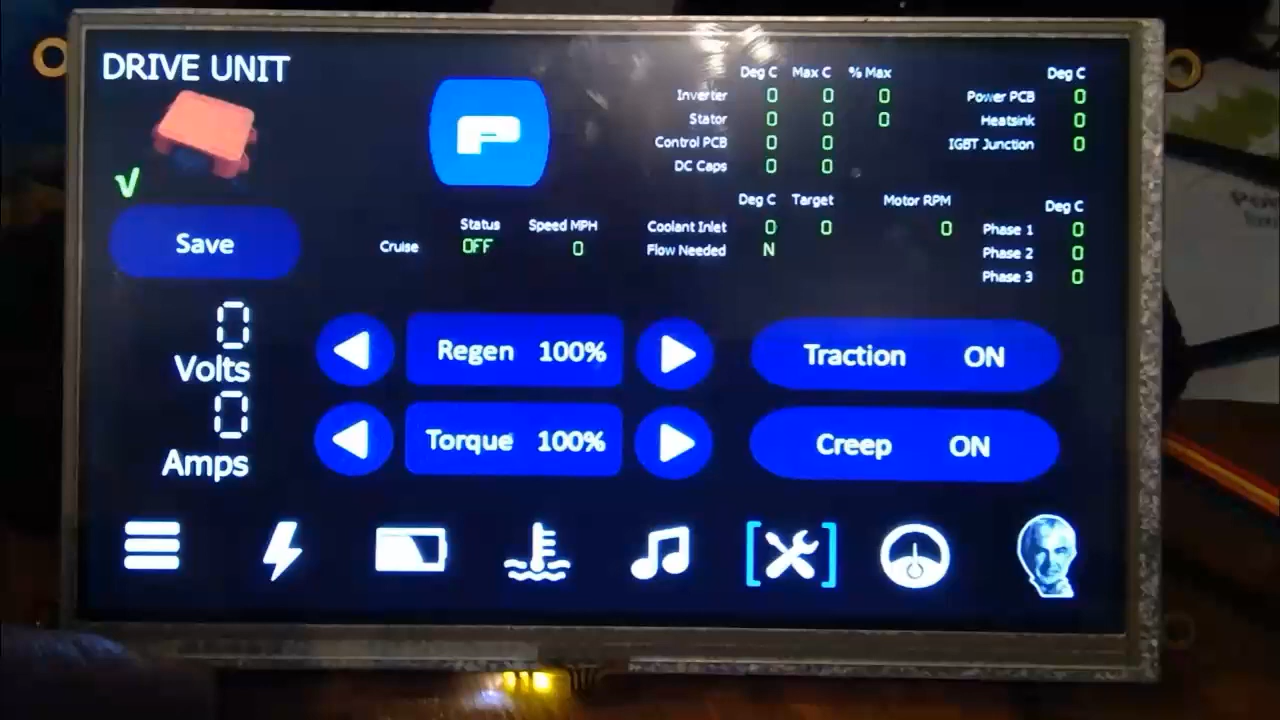 DRIVE UNIT
√
Save
0
Volts
0
Amps
P
Status Speed MPH
Cruise OFF 0
Deg C Max C % Max
Inverter 0 0 0
Stator 0 0 0
Control PCB 0 0
DC Caps 0 0
Deg C Target Motor RPM
Coolant Inlet 0 0 0
Flow Needed N
Deg C
Power PCB 0
Heatsink 0
IGBT Junction 0
Deg C
Phase 1 0
Phase 2 0
Phase 3 0
Regen 100%
Traction ON
Torque 100%
Creep ON